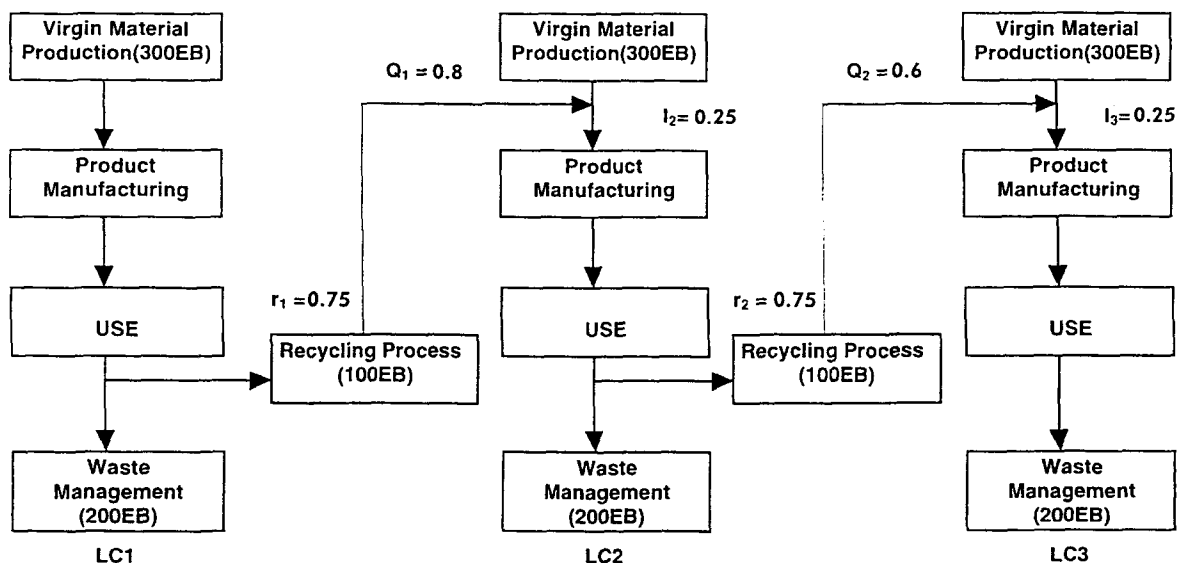 Virgin Material
Production(300EB)
Product
Manufacturing
USE
Waste
Management
(200EB)
LC1
r₁ =0.75
Recycling Process
(100EB)
Q₁ = 0.8
Virgin Material
Production(300EB)
I₂= 0.25
Product
Manufacturing
USE
Waste
Management
(200EB)
LC2
r₂ = 0.75
Recycling Process
(100EB)
Q₂ = 0.6
Virgin Material
Production(300EB)
I₃= 0.25
Product
Manufacturing
USE
Waste
Management
(200EB)
LC3